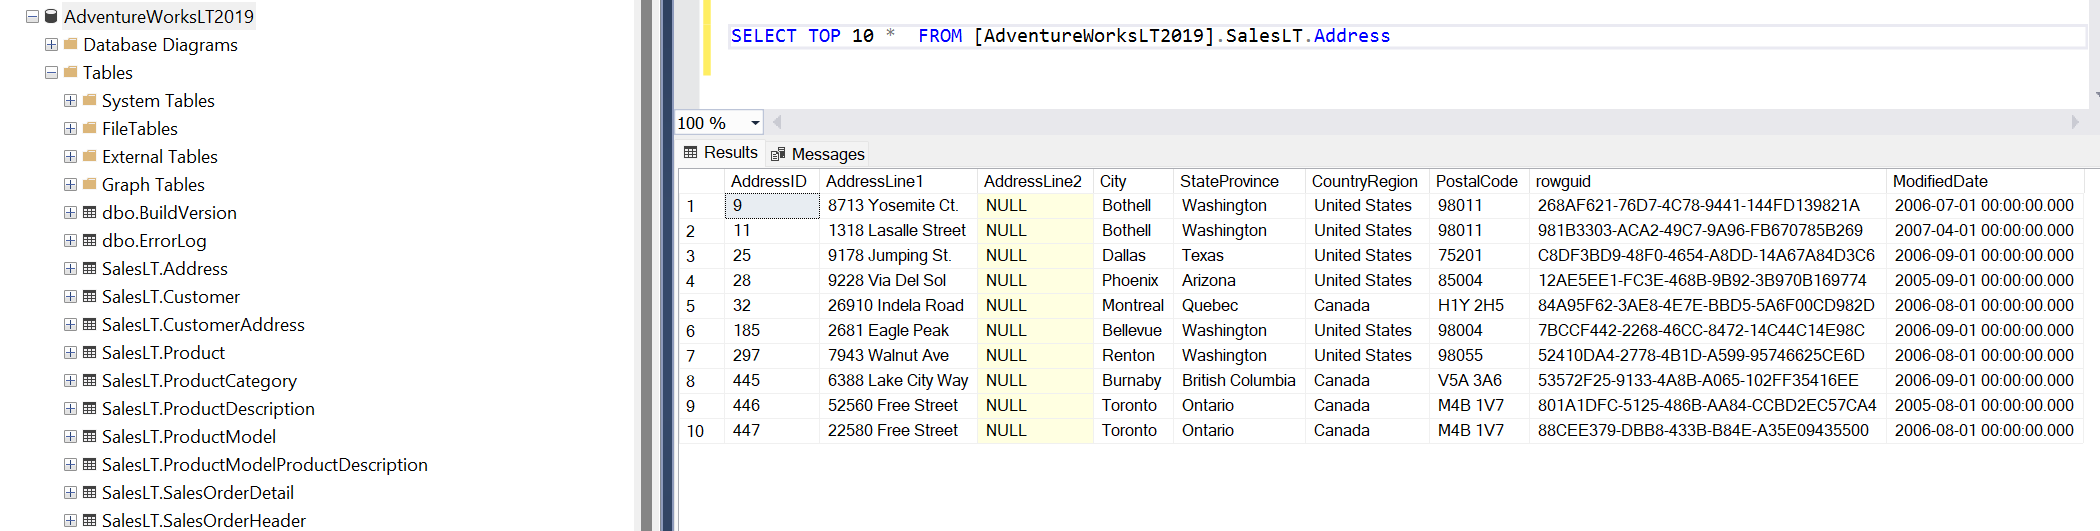 AdventureWorksLT2019
Database Diagrams
Tables
System Tables
FileTables
External Tables
Graph Tables
dbo.BuildVersion
dbo.ErrorLog
SalesLT.Address
SalesLT.Customer
SalesLT.CustomerAddress
SalesLT.Product
SalesLT.ProductCategory
SalesLT.ProductDescription
SalesLT.ProductModel
SalesLT.ProductModelProductDescription
SalesLT.SalesOrderDetail
SalesLT.SalesOrderHeader
SELECT TOP 10 * FROM [AdventureWorksLT2019].SalesLT.Address
100 %
Results Messages
AddressID AddressLine1 AddressLine2 City StateProvince CountryRegion PostalCode rowguid ModifiedDate
1 9 8713 Yosemite Ct. NULL Bothell Washington United States 98011 268AF621-76D7-4C78-9441-144FD139821A 2006-07-01 00:00:00.000
2 11 1318 Lasalle Street NULL Bothell Washington United States 98011 981B3303-ACA2-49C7-9A96-FB670785B269 2007-04-01 00:00:00.000
3 25 9178 Jumping St. NULL Dallas Texas United States 75201 C8DF3BD9-48F0-4654-A8DD-14A67A84D3C6 2006-09-01 00:00:00.000
4 28 9228 Via Del Sol NULL Phoenix Arizona United States 85004 12AE5EE1-FC3E-468B-9B92-3B970B169774 2005-09-01 00:00:00.000
5 32 26910 Indela Road NULL Montreal Quebec Canada H1Y 2H5 84A95F62-3AE8-4E7E-BBD5-5A6F00CD982D 2006-08-01 00:00:00.000
6 185 2681 Eagle Peak NULL Bellevue Washington United States 98004 7BCCF442-2268-46CC-8472-14C44C14E98C 2006-09-01 00:00:00.000
7 297 7943 Walnut Ave NULL Renton Washington United States 98055 52410DA4-2778-4B1D-A599-95746625CE6D 2006-08-01 00:00:00.000
8 445 6388 Lake City Way NULL Burnaby British Columbia Canada V5A 3A6 53572F25-9133-4A8B-A065-102FF35416EE 2006-09-01 00:00:00.000
9 446 52560 Free Street NULL Toronto Ontario Canada M4B 1V7 801A1DFC-5125-486B-AA84-CCBD2EC57CA4 2005-08-01 00:00:00.000
10 447 22580 Free Street NULL Toronto Ontario Canada M4B 1V7 88CEE379-DBB8-433B-B84E-A35E09435500 2006-08-01 00:00:00.000